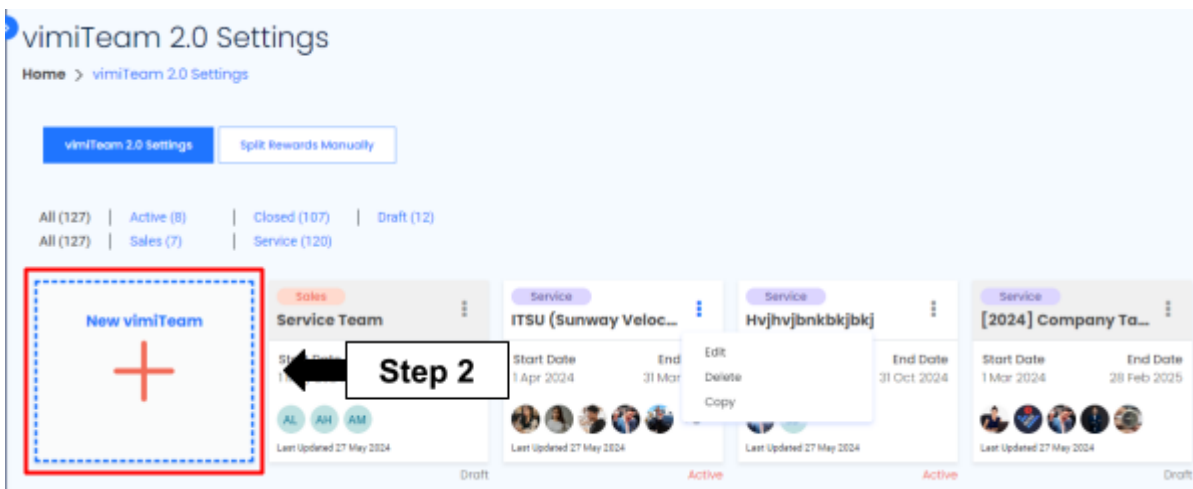 vimiTeam 2.0 Settings
Home > vimiTeam 2.0 Settings
vimiTeam 2.0 Settings
Split Rewards Manually
All (127) | Active (8) | Closed (107) | Draft (12)
All (127) | Sales (7) | Service (120)
New vimiTeam
Step 2
Sales
Service Team
AL AH AM
Last Updated 27 May 2024
Draft
Service
ITSU (Sunway Veloc...
Start Date End
1 Apr 2024 31 Mar
Last Updated 27 May 2024
Active
Edit
Delete
Copy
Service
Hvjhvjbnkbkjbkj
End Date
31 Oct 2024
Last Updated 27 May 2024
Active
Service
[2024] Company Ta...
Start Date End Date
1 Mar 2024 28 Feb 2025
Last Updated 27 May 2024
Draft